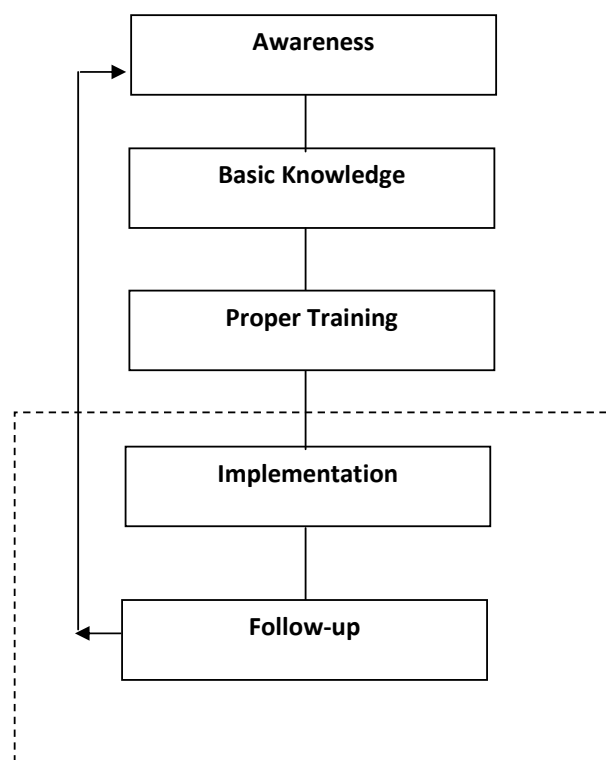 Awareness
Basic Knowledge
Proper Training
Implementation
Follow-up